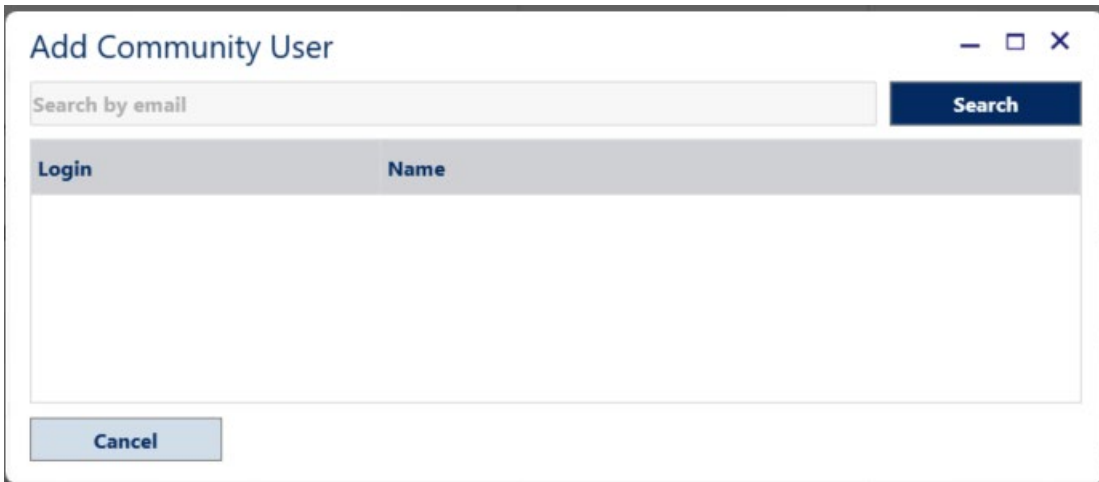 Add Community User
Search by email
Search
Login Name
Cancel